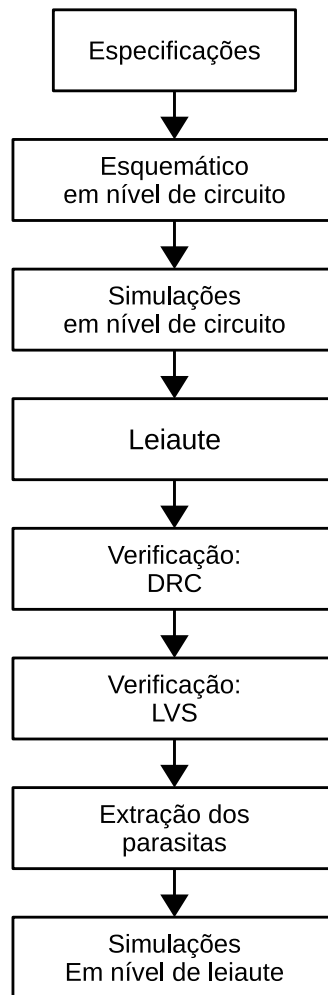 Especificações
Esquemático
em nível de circuito
Simulações
em nível de circuito
Leiaute
Verificação:
DRC
Verificação:
LVS
Extração dos
parasitas
Simulações
Em nível de leiaute